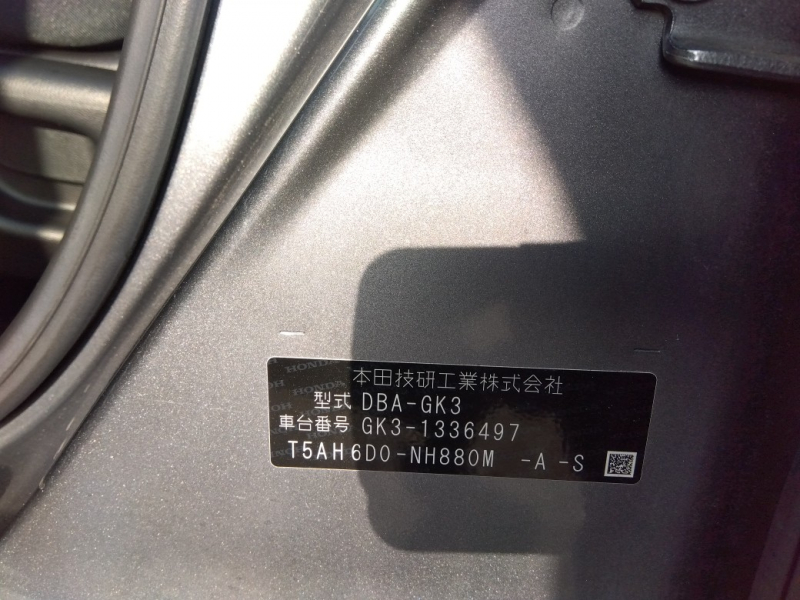 本田技研工業株式会社
型式 DBA-GK3
車台番号 GK3-1336497
T5AH6D0-NH880M -A-S